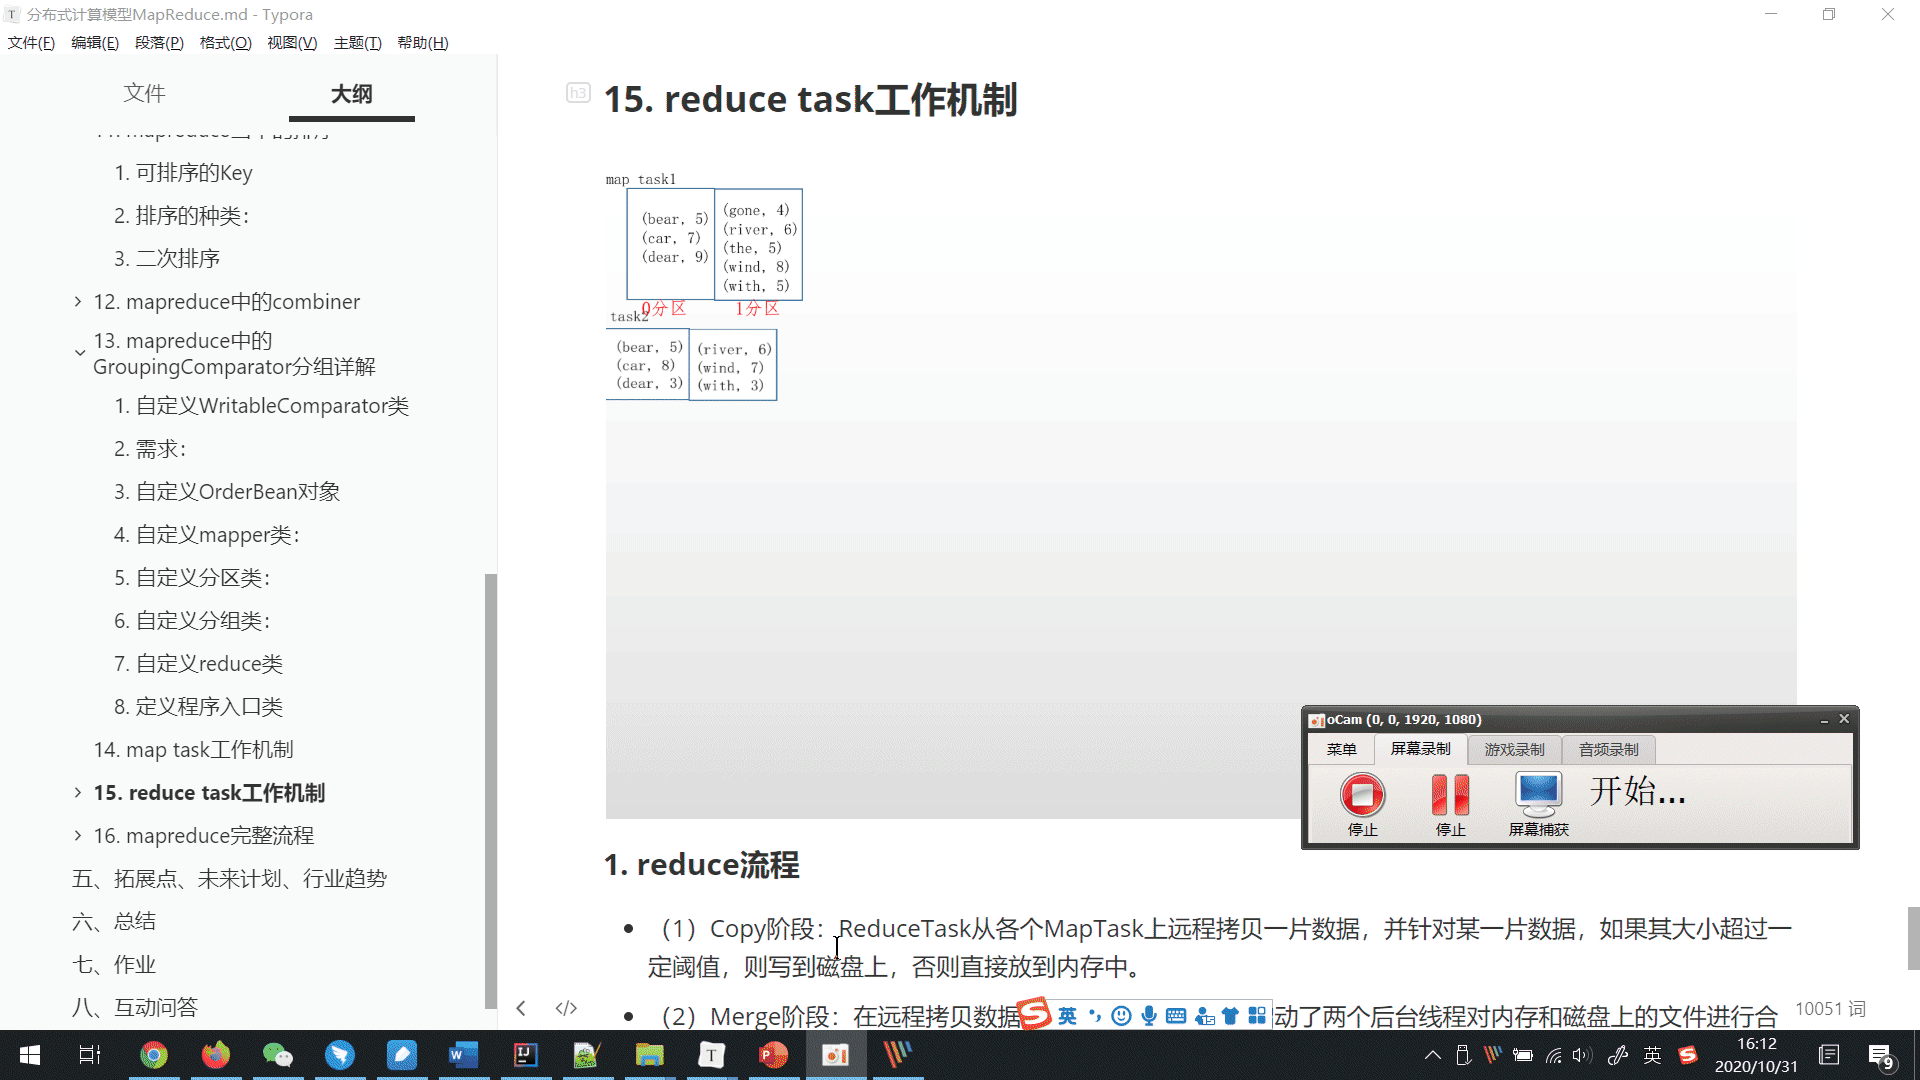 分布式计算模型MapReduce.md - Typora
文件(F) 编辑(E) 段落(P) 格式(O) 视图(V) 主题(T) 帮助(H)
文件 大纲
1. 可排序的Key
2. 排序的种类：
3. 二次排序
12. mapreduce中的combiner
13. mapreduce中的
GroupingComparator分组详解
1. 自定义WritableComparator类
2. 需求：
3. 自定义OrderBean对象
4. 自定义mapper类：
5. 自定义分区类：
6. 自定义分组类：
7. 自定义reduce类
8. 定义程序入口类
14. map task工作机制
15. reduce task工作机制
16. mapreduce完整流程
五、拓展点、未来计划、行业趋势
六、总结
七、作业
八、互动问答
h3
15. reduce task工作机制
map task1
(bear, 5)
(car, 7)
(dear, 9)
(gone, 4)
(river, 6)
(the, 5)
(wind, 8)
(with, 5)
0分区 1分区
task2
(bear, 5)
(car, 8)
(dear, 3)
(river, 6)
(wind, 7)
(with, 3)
oCam (0, 0, 1920, 1080)
菜单 屏幕录制 游戏录制 音频录制
开始...
停止 停止 屏幕捕获
1. reduce流程
（1）Copy阶段：ReduceTask从各个MapTask上远程拷贝一片数据，并针对某一片数据，如果其大小超过一
定阈值，则写到磁盘上，否则直接放到内存中。
（2）Merge阶段：在远程拷贝数据
动了两个后台线程对内存和磁盘上的文件进行合
英
10051 词
英
16:12
2020/10/31
9